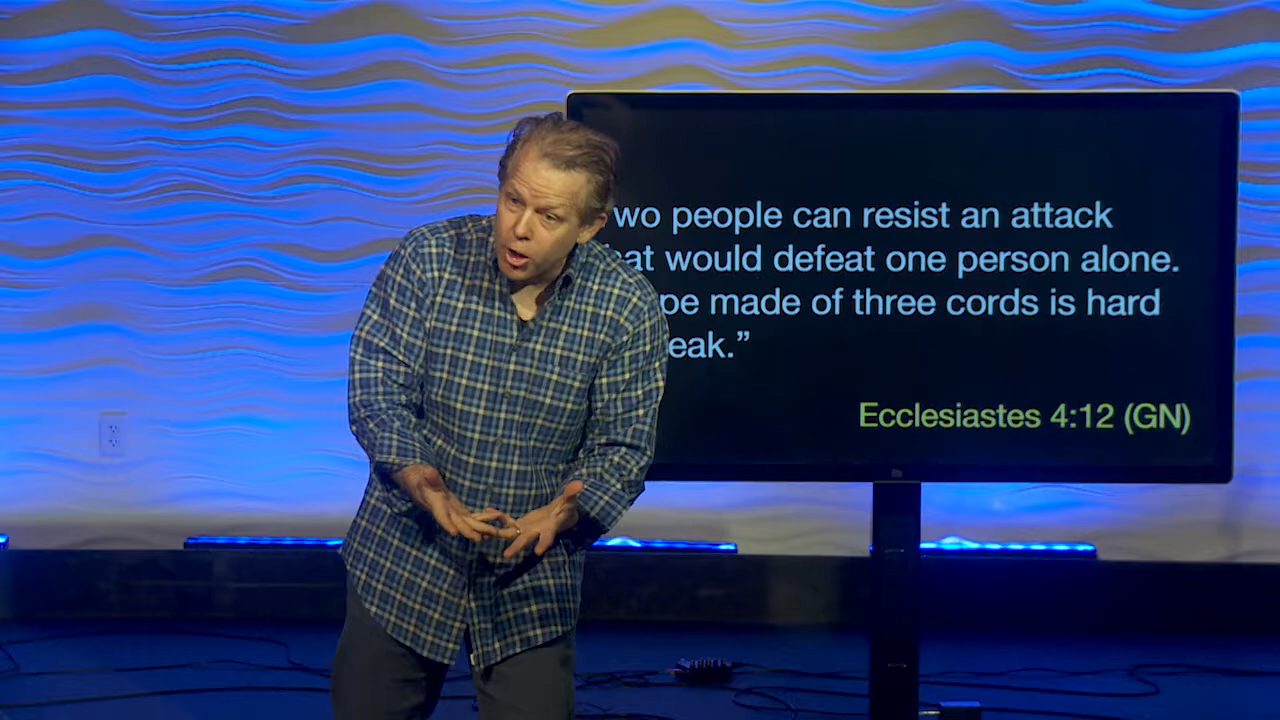 wo people can resist an attack
at would defeat one person alone.
pe made of three cords is hard
eak.”
Ecclesiastes 4:12 (GN)